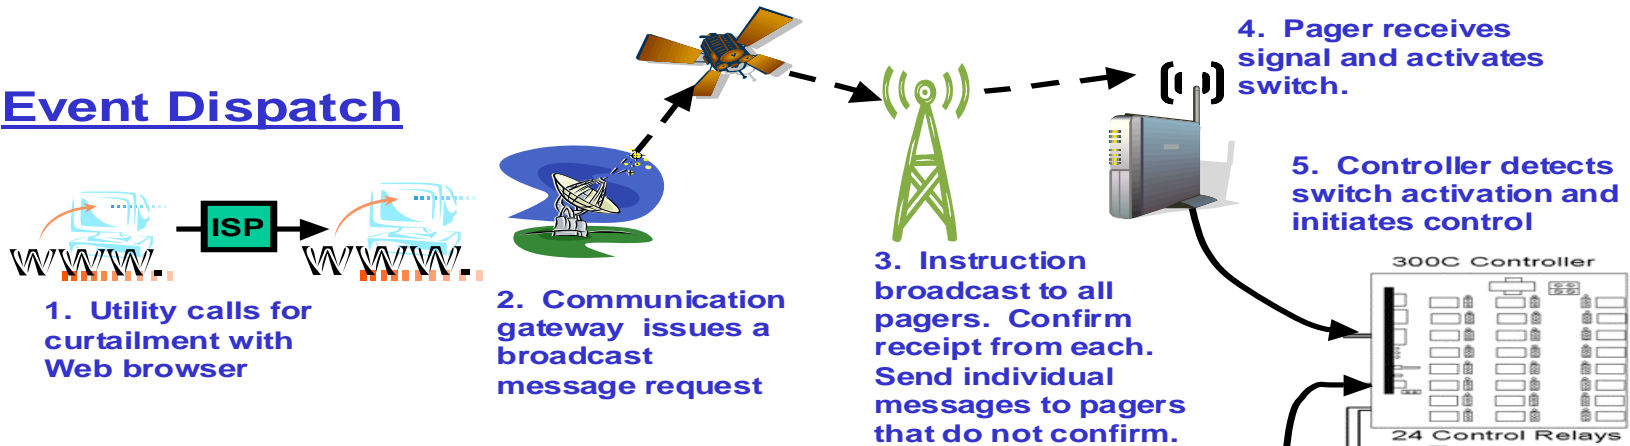 Event Dispatch
WWW.
ISP
WWW.
1. Utility calls for
curtailment with
Web browser
2. Communication
gateway issues a
broadcast
message request
3. Instruction
broadcast to all
pagers. Confirm
receipt from each.
Send individual
messages to pagers
that do not confirm.
4. Pager receives
signal and activates
switch.
5. Controller detects
switch activation and
initiates control
300C Controller
24 Control Relays